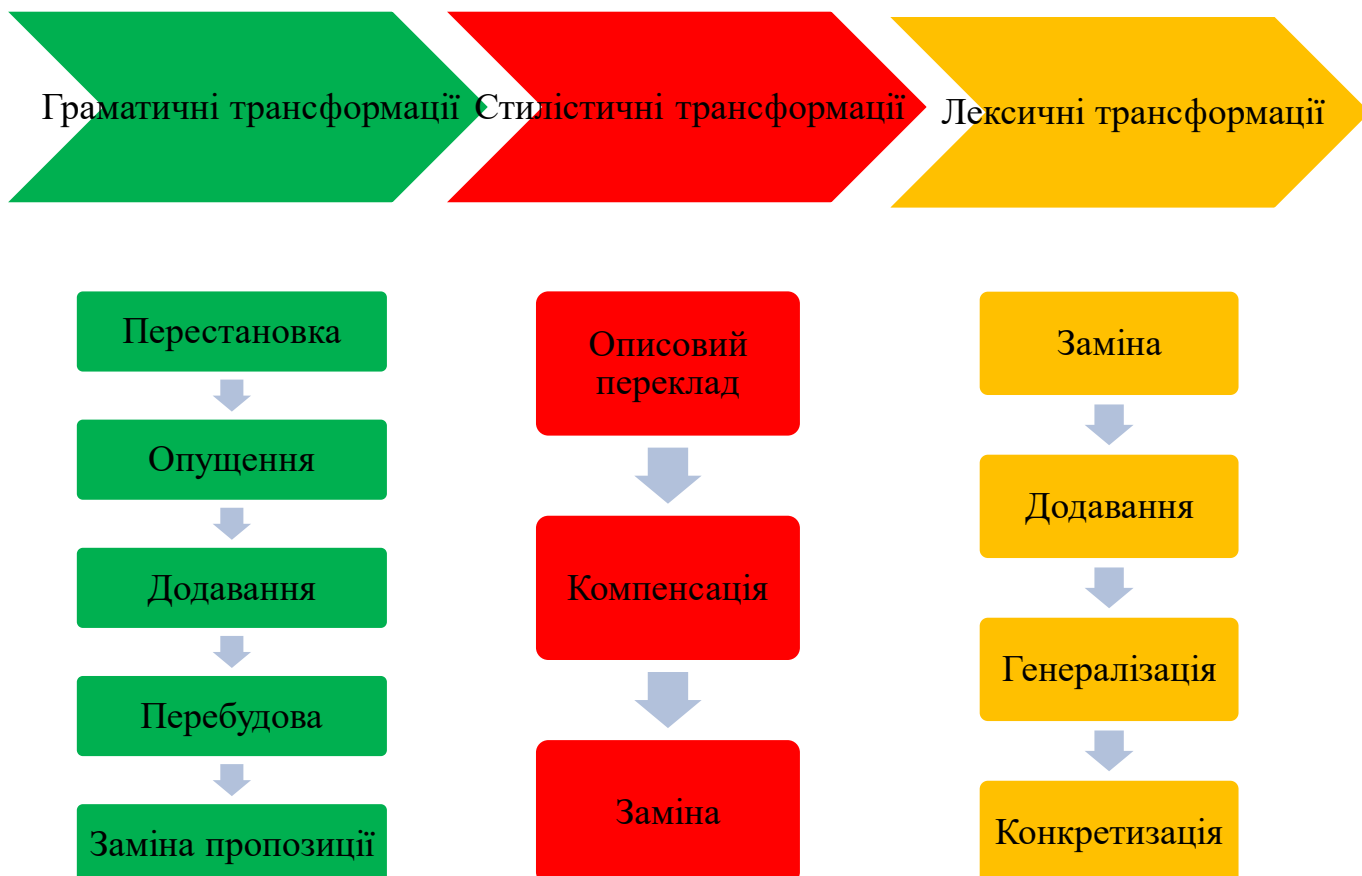 Граматичні трансформації
Стилістичні трансформації
Лексичні трансформації
Перестановка
Опущення
Додавання
Перебудова
Заміна пропозиції
Описовий
переклад
Компенсація
Заміна
Заміна
Додавання
Генералізація
Конкретизація